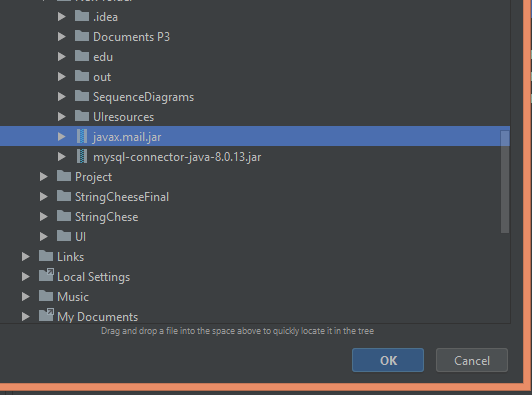 .idea
Documents P3
edu
out
SequenceDiagrams
UIresources
javax.mail.jar
mysql-connector-java-8.0.13.jar
Project
StringCheeseFinal
StringChese
UI
Links
Local Settings
Music
My Documents
Drag and drop a file into the space above to quickly locate it in the tree
OK
Cancel